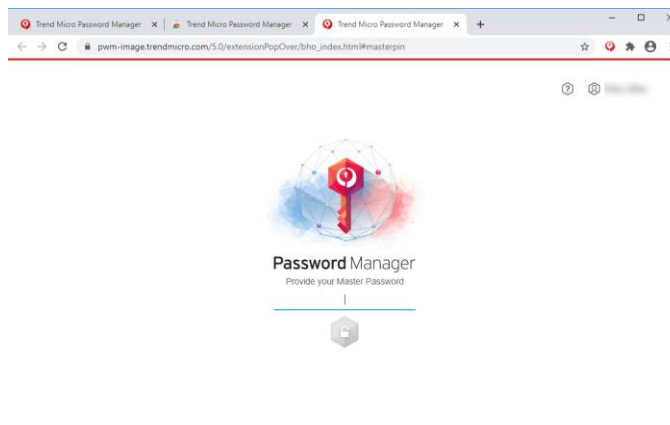 Trend Micro Password Manager
Trend Micro Password Manager
Trend Micro Password Manager
pwm-image.trendmicro.com/5.0/extensionPopOver/bho_index.html#masterpin
Password Manager
Provide your Master Password